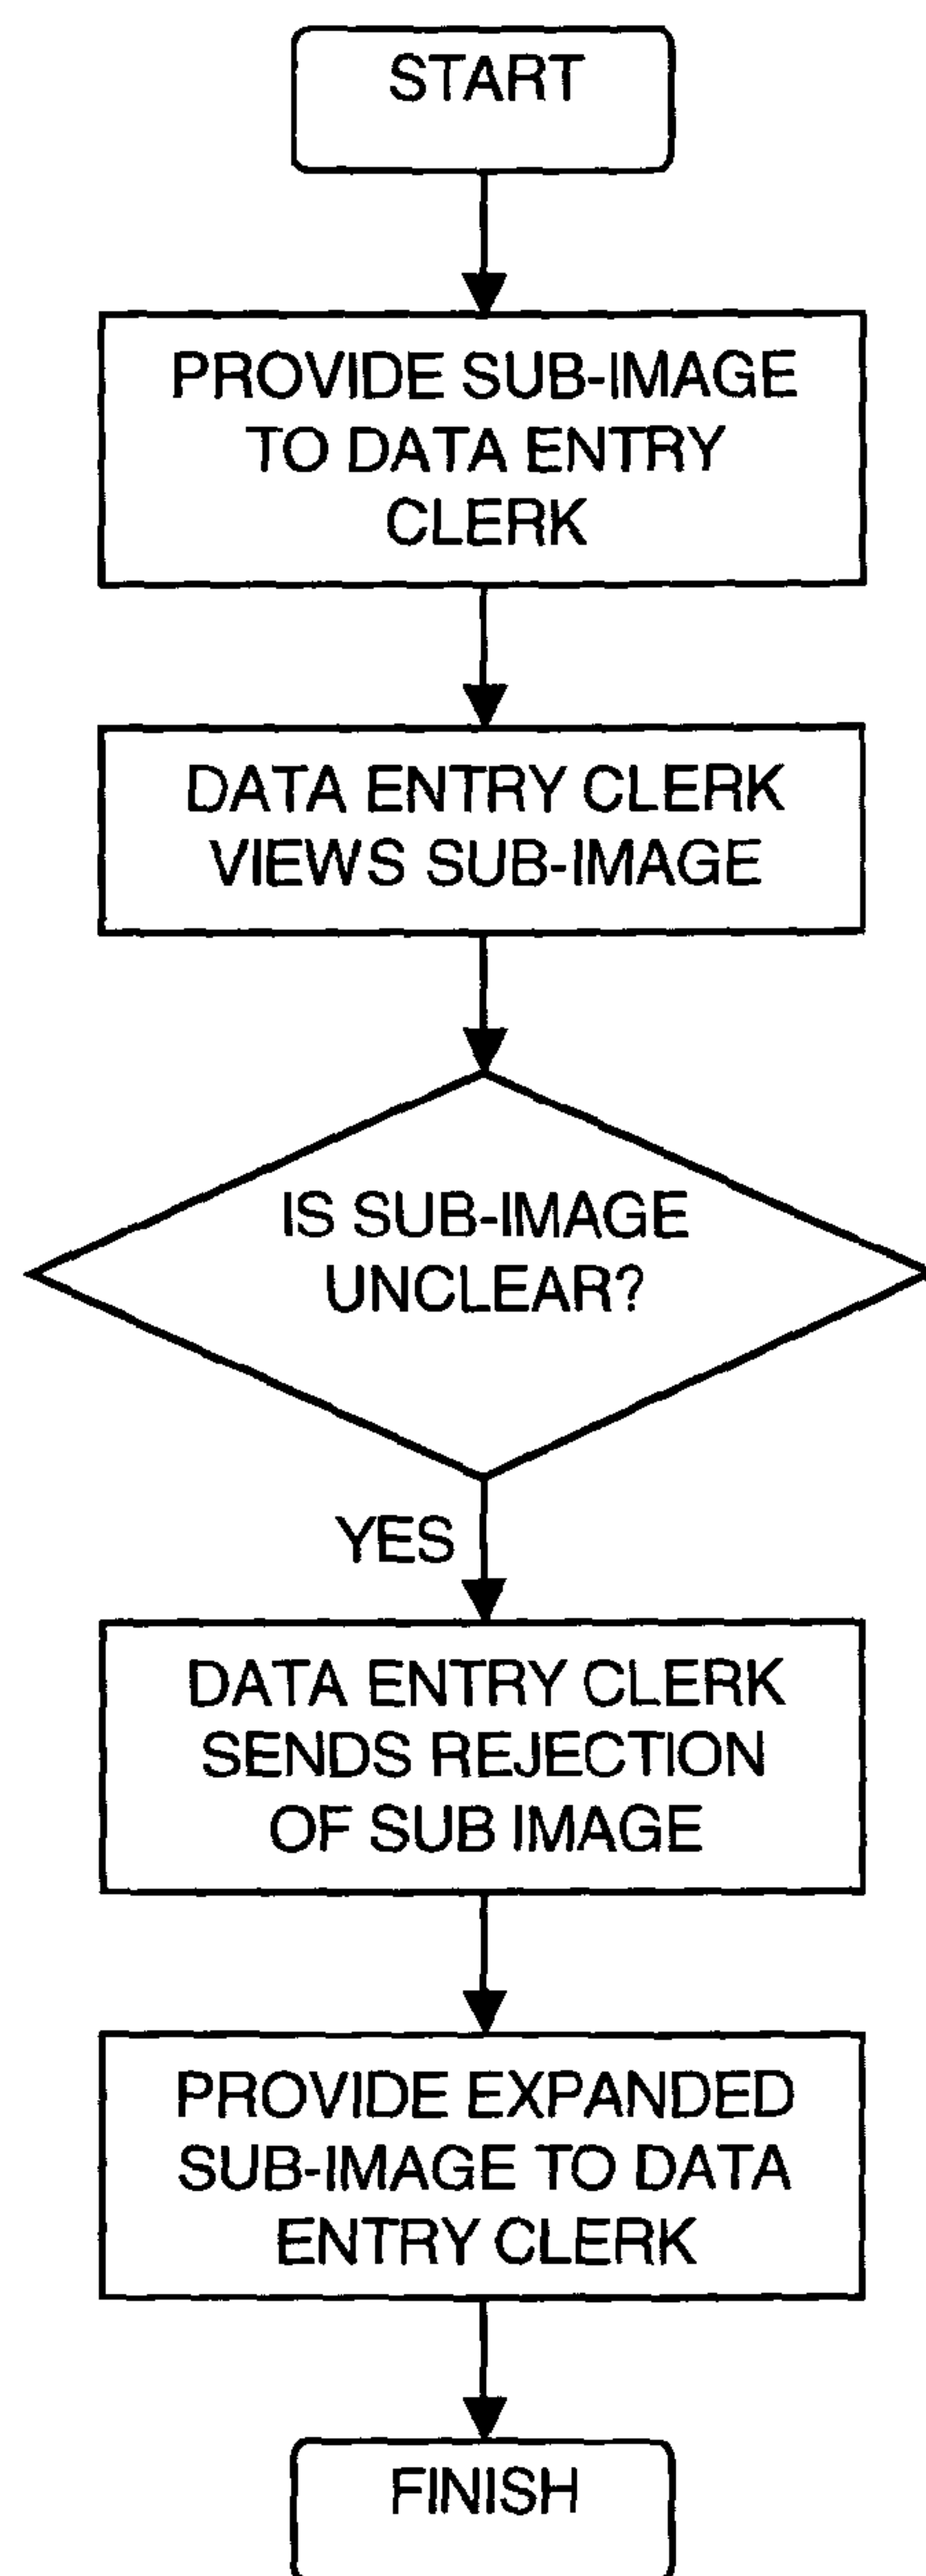 START
PROVIDE SUB-IMAGE
TO DATA ENTRY
CLERK
DATA ENTRY CLERK
VIEWS SUB-IMAGE
IS SUB-IMAGE
UNCLEAR?
YES
DATA ENTRY CLERK
SENDS REJECTION
OF SUB IMAGE
PROVIDE EXPANDED
SUB-IMAGE TO DATA
ENTRY CLERK
FINISH